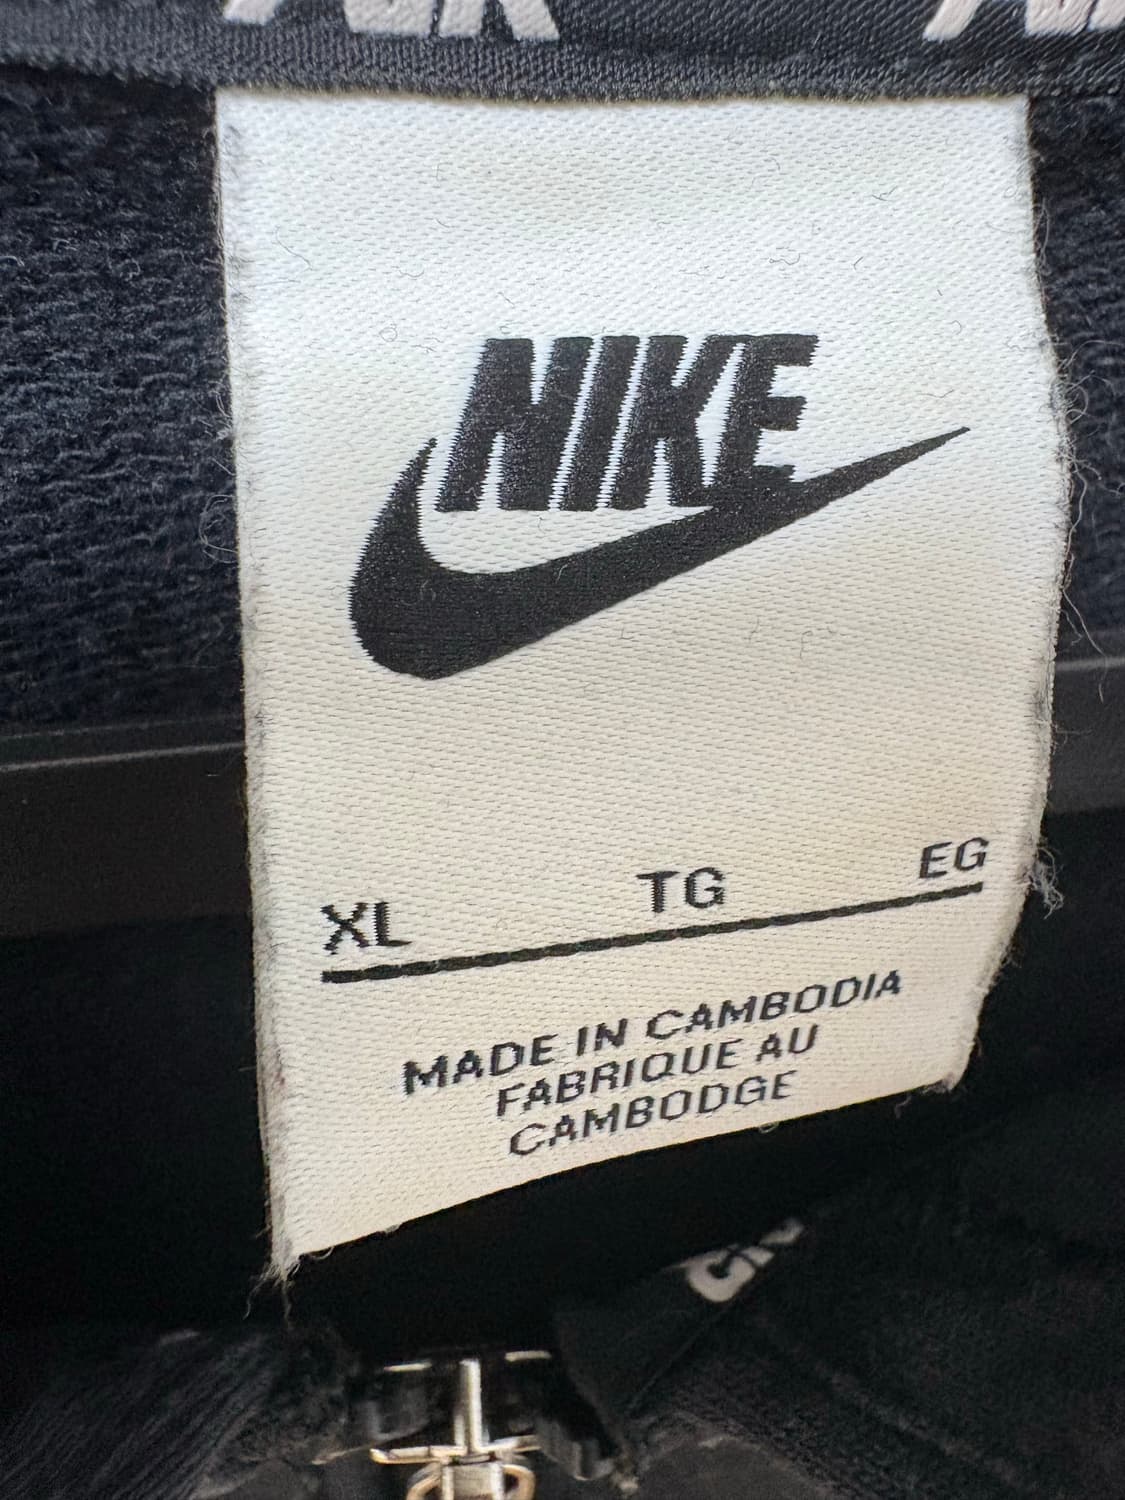 NIKE
XL TG EG
MADE IN CAMBODIA
FABRIQUE AU
CAMBODGE